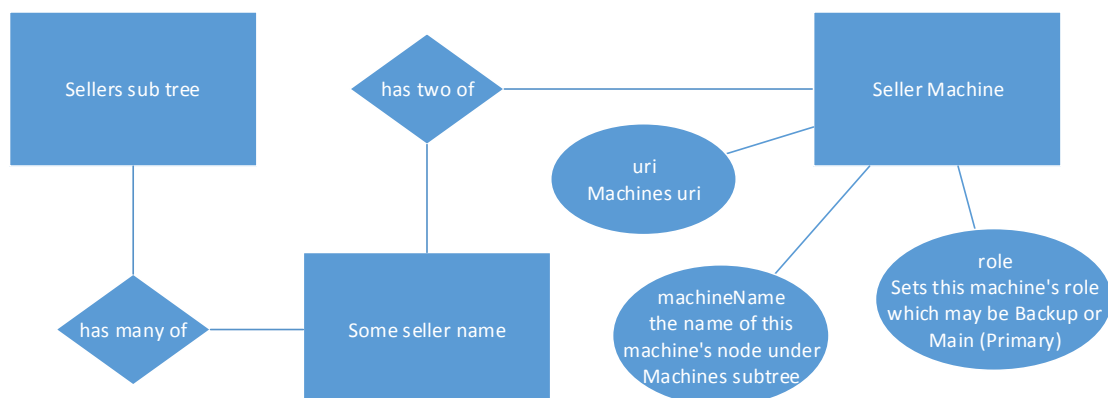 Sellers sub tree
has two of
Seller Machine
uri
Machines uri
role
Sets this machine's role
which may be Backup or
Main (Primary)
machineName
the name of this
machine's node under
Machines subtree
has many of
Some seller name